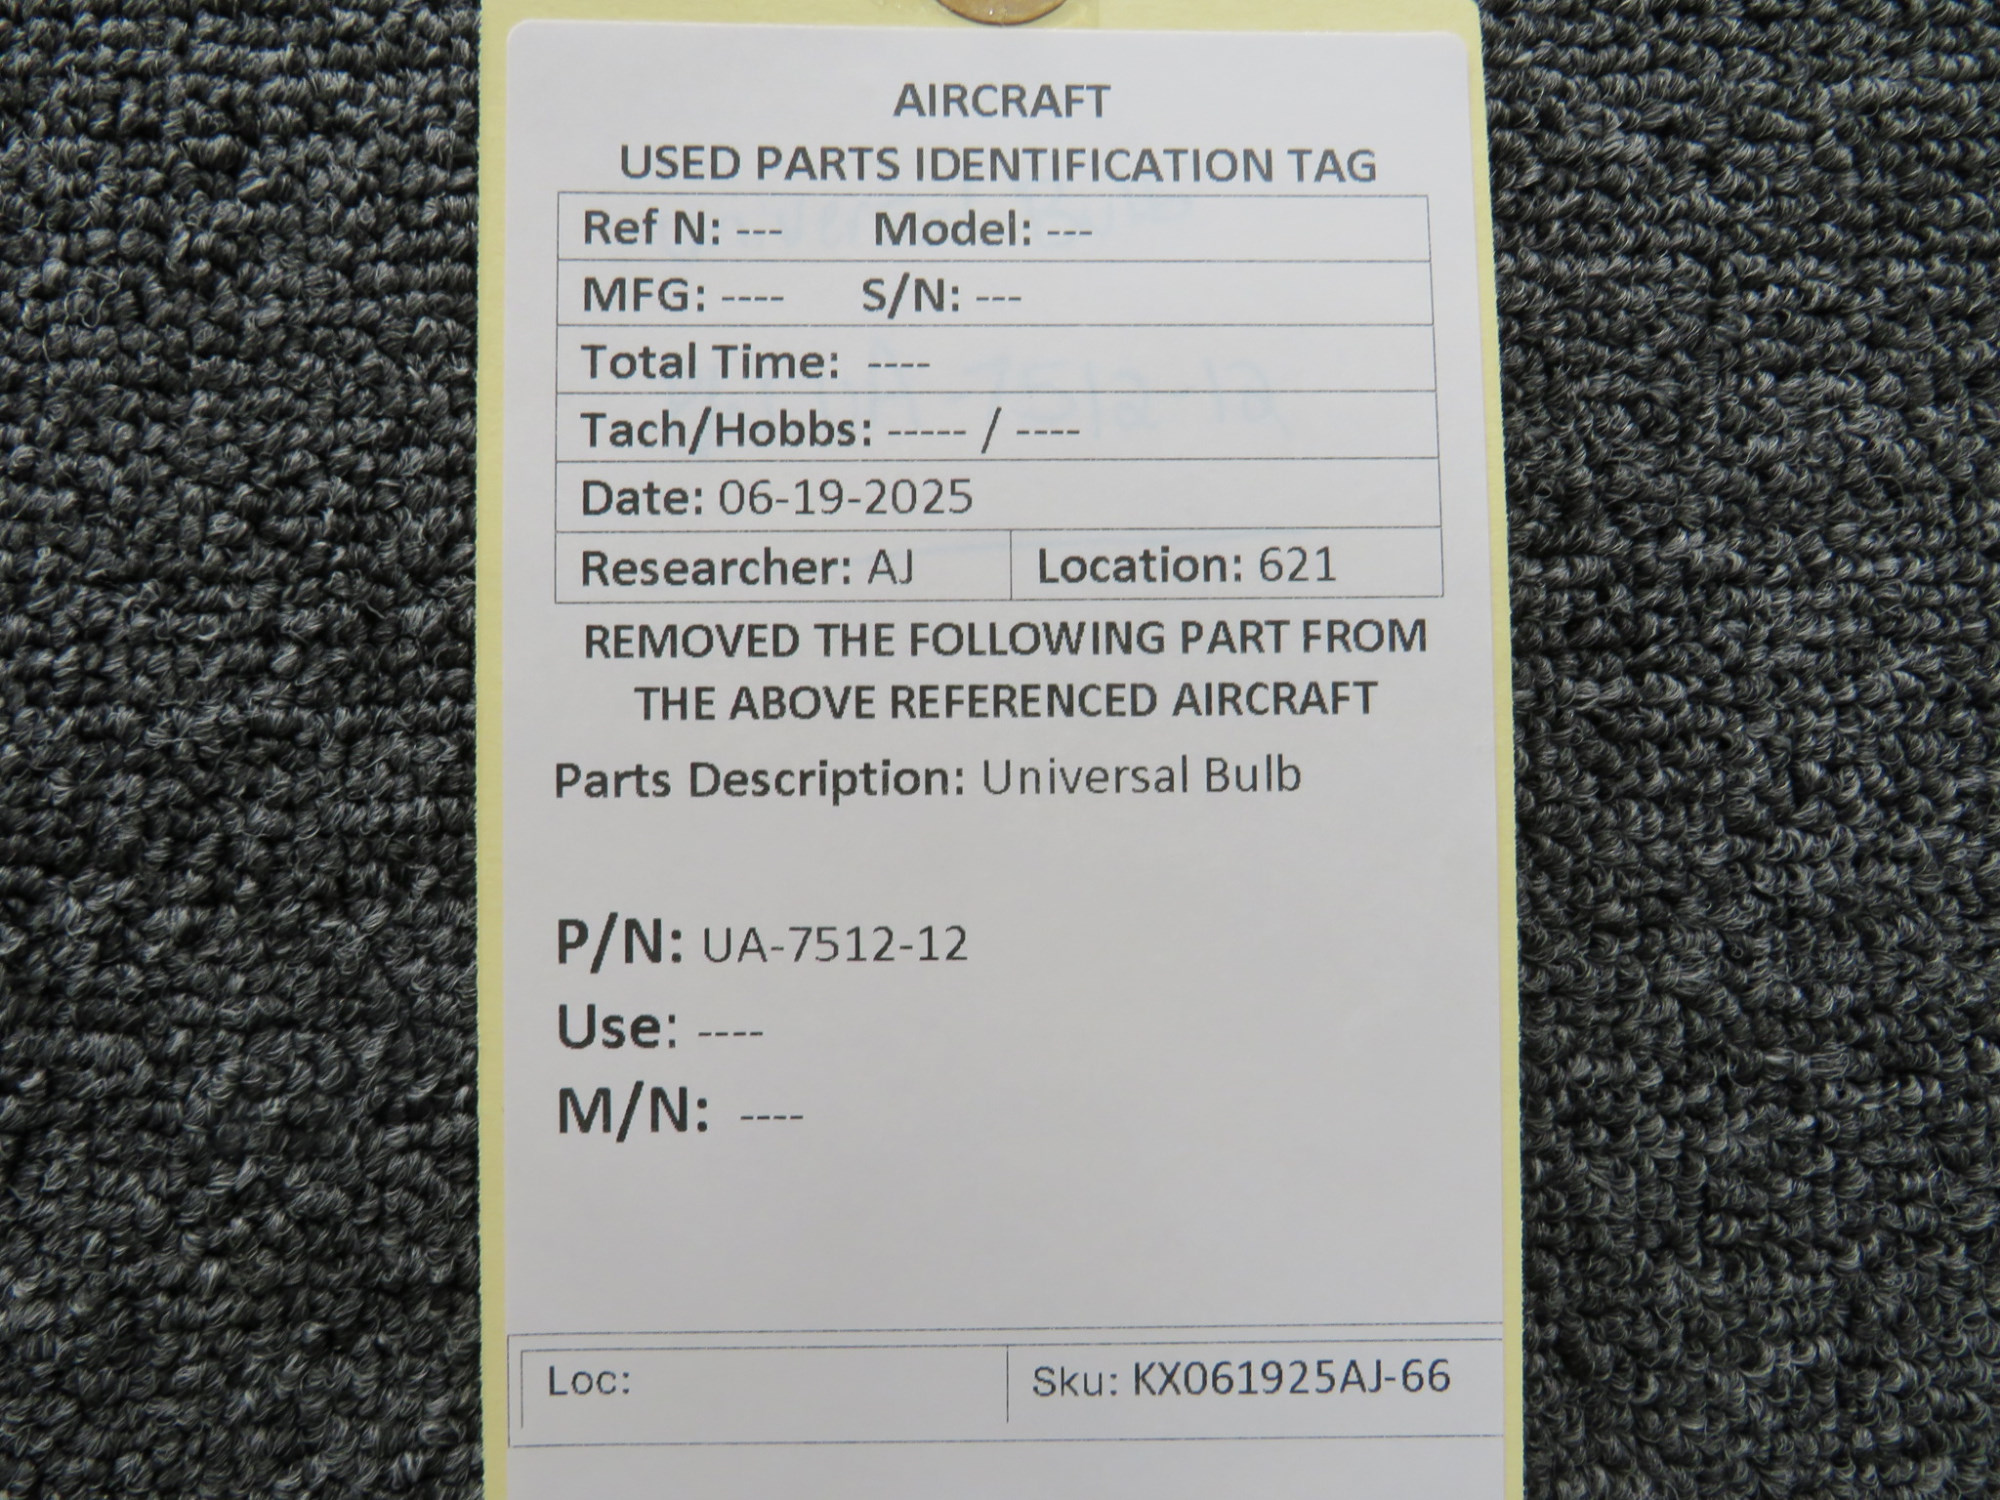 AIRCRAFT
USED PARTS IDENTIFICATION TAG
Ref N: --- Model: ---
MFG: ---- S/N: ---
Total Time: ----
Tach/Hobbs: ----- / ----
Date: 06-19-2025
Researcher: AJ Location: 621
REMOVED THE FOLLOWING PART FROM
THE ABOVE REFERENCED AIRCRAFT
Parts Description: Universal Bulb
P/N: UA-7512-12
Use: ----
M/N: ----
Loc: Sku: KX061925AJ-66